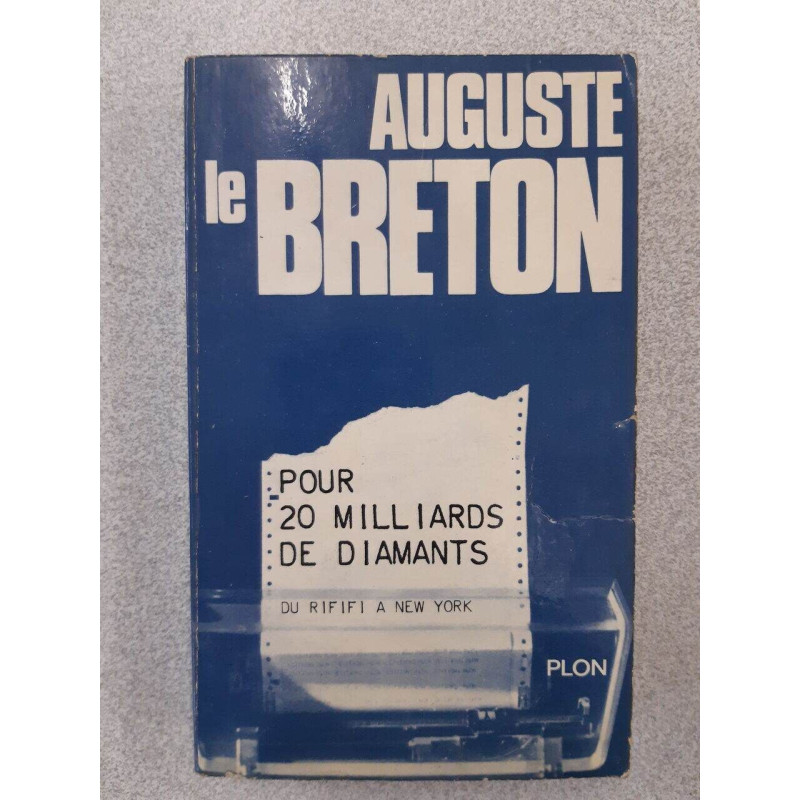 AUGUSTE
le BRETON
POUR
20 MILLIARDS
DE DIAMANTS
DU RIFIFI A NEW YORK
PLON